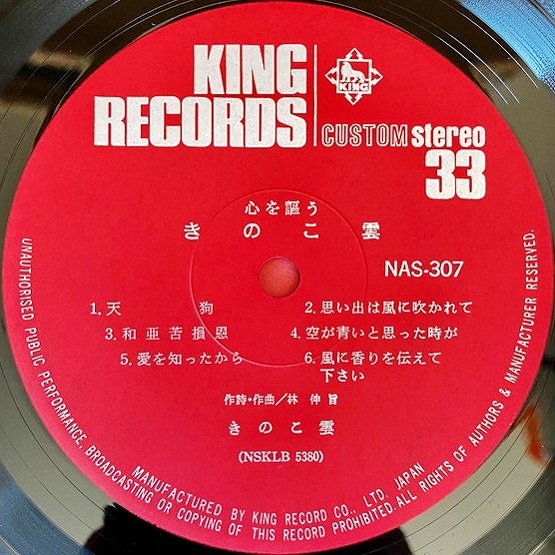 KING
RECORDS
KING
CUSTOM stereo
33
心を謳う
きのこ雲
NAS-307
1. 天狗
2. 思い出は風に吹かれて
3. 和亜苦損恩
4. 空が青いと思った時が
5. 愛を知ったから
6. 風に香りを伝えて
下さい
作詩・作曲／林 伸旨
きのこ雲
(NSKLB 5380)
UNAUTHORISED PUBLIC PERFORMANCE, BROADCASTING OR COPYING OF THIS RECORD PROHIBITED. ALL RIGHTS OF AUTHORS & MANUFACTURER RESERVED.
MANUFACTURED BY KING RECORD CO., LTD. JAPAN